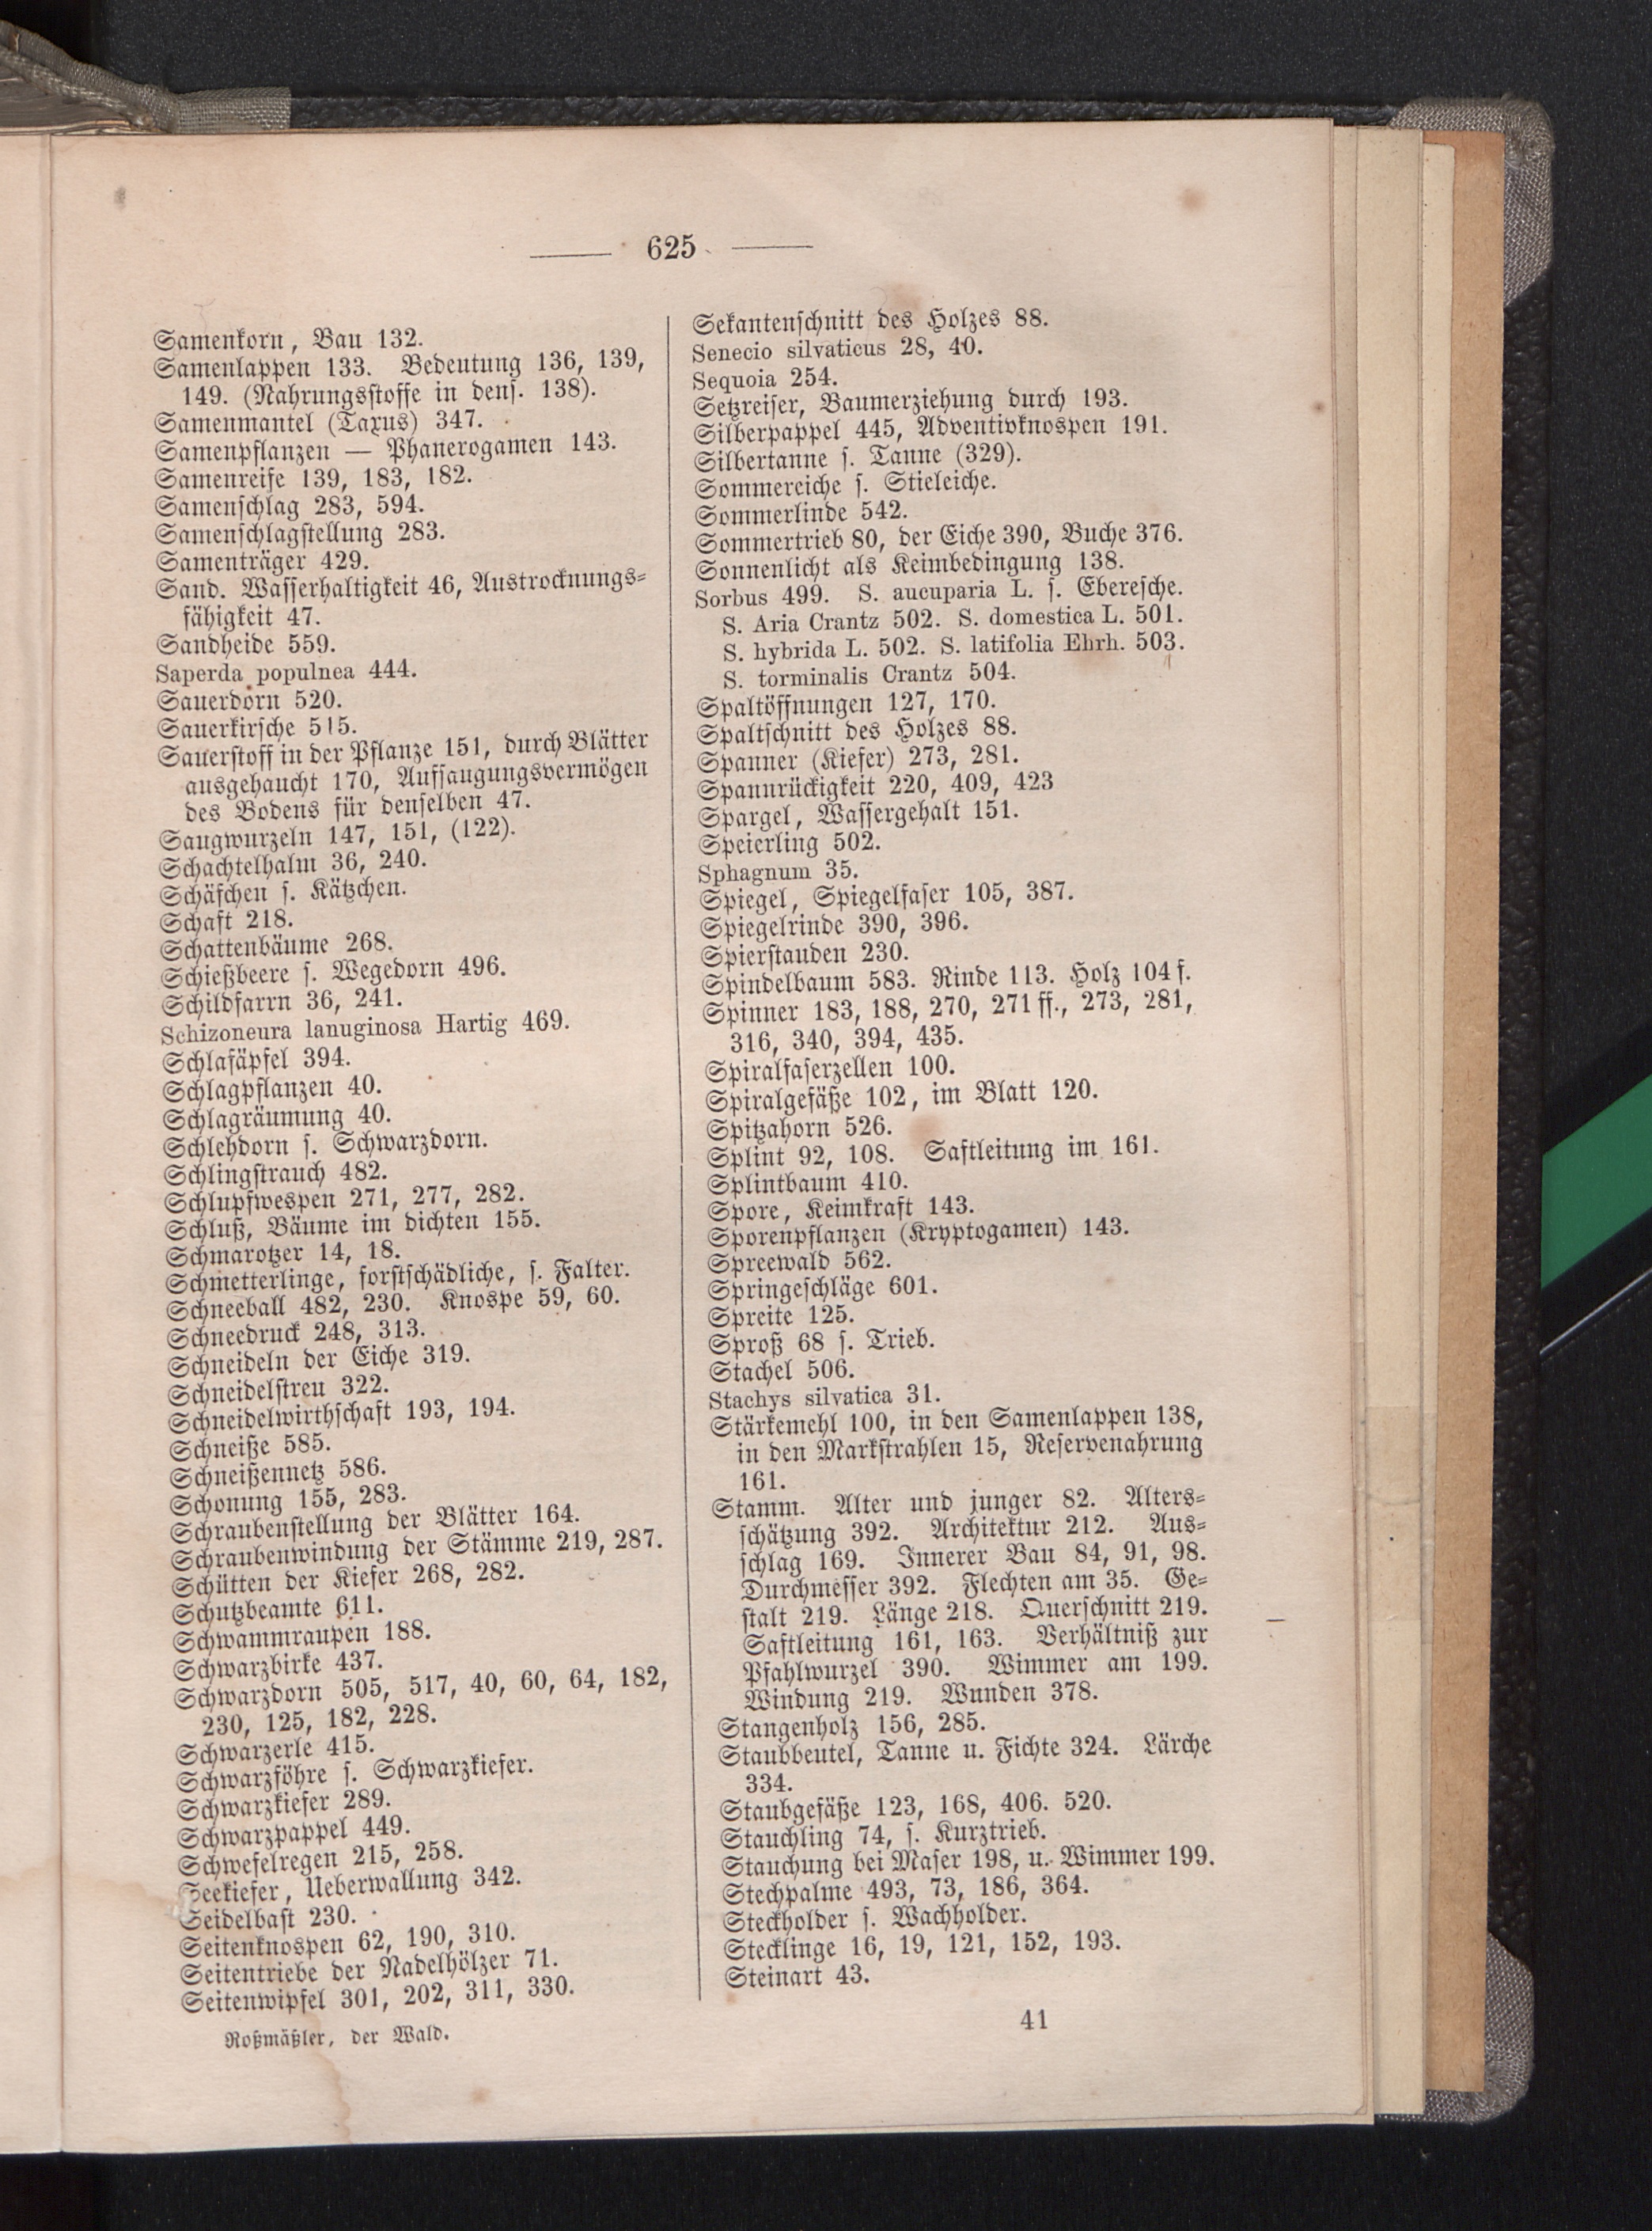 625
Samenkorn, Bau 132.
Samenlappen 133. Bedeutung 136, 139,
149. (Nahrungsstoffe in dens. 138).
Samenmantel (Taxus) 347.
Samenpflanzen — Phanerogamen 143.
Samenreife 139, 183, 182.
Samenschlag 283, 594.
Samenschlagstellung 283.
Samenträger 429.
Sand. Wasserhaltigkeit 46, Austrocknungs-
fähigkeit 47.
Sandheide 559.
Saperda populnea 444.
Sauerdorn 520.
Sauerkirsche 515.
Sauerstoff in der Pflanze 151, durch Blätter
ausgehaucht 170, Aufsaugungsvermögen
des Bodens für denselben 47.
Saugwurzeln 147, 151, (122).
Schachtelhalm 36, 240.
Schäfchen s. Kätzchen.
Schaft 218.
Schattenbäume 268.
Schießbeere s. Wegedorn 496.
Schildfarrn 36, 241.
Schizoneura lanuginosa Hartig 469.
Schlafäpfel 394.
Schlagpflanzen 40.
Schlagräumung 40.
Schlehdorn s. Schwarzdorn.
Schlingstrauch 482.
Schlupfwespen 271, 277, 282.
Schluß, Bäume im dichten 155.
Schmarotzer 14, 18.
Schmetterlinge, forstschädliche, s. Falter.
Schneeball 482, 230. Knospe 59, 60.
Schneedruck 248, 313.
Schneideln der Eiche 319.
Schneidelstreu 322.
Schneidelwirthschaft 193, 194.
Schneiße 585.
Schneißennetz 586.
Schonung 155, 283.
Schraubenstellung der Blätter 164.
Schraubenwindung der Stämme 219, 287.
Schütten der Kiefer 268, 282.
Schutzbeamte 611.
Schwammraupen 188.
Schwarzbirke 437.
Schwarzdorn 505, 517, 40, 60, 64, 182,
230, 125, 182, 228.
Schwarzerle 415.
Schwarzföhre s. Schwarzkiefer.
Schwarzkiefer 289.
Schwarzpappel 449.
Schwefelregen 215, 258.
Seekiefer, Ueberwallung 342.
Seidelbast 230.
Seitenknospen 62, 190, 310.
Seitentriebe der Nadelhölzer 71.
Seitenwipfel 301, 202, 311, 330.
Roßmäßler, der Wald.
Sekantenschnitt des Holzes 88.
Senecio silvaticus 28, 40.
Sequoia 254.
Setzreiser, Baumerziehung durch 193.
Silberpappel 445, Adventivknospen 191.
Silbertanne s. Tanne (329).
Sommereiche s. Stieleiche.
Sommerlinde 542.
Sommertrieb 80, der Eiche 390, Buche 376.
Sonnenlicht als Keimbedingung 138.
Sorbus 499. S. aucuparia L. s. Eberesche.
S. Aria Crantz 502. S. domestica L. 501.
S. hybrida L. 502. S. latifolia Ehrh. 503.
S. torminalis Crantz 504.
Spaltöffnungen 127, 170.
Spaltschnitt des Holzes 88.
Spanner (Kiefer) 273, 281.
Spannrückigkeit 220, 409, 423
Spargel, Wassergehalt 151.
Speierling 502.
Sphagnum 35.
Spiegel, Spiegelfaser 105, 387.
Spiegelrinde 390, 396.
Spierstauden 230.
Spindelbaum 583. Rinde 113. Holz 104 f.
Spinner 183, 188, 270, 271 ff., 273, 281,
316, 340, 394, 435.
Spiralfaserzellen 100.
Spiralgefäße 102, im Blatt 120.
Spitzahorn 526.
Splint 92, 108. Saftleitung im 161.
Splintbaum 410.
Spore, Keimkraft 143.
Sporenpflanzen (Kryptogamen) 143.
Spreewald 562.
Springeschläge 601.
Spreite 125.
Sproß 68 s. Trieb.
Stachel 506.
Stachys silvatica 31.
Stärkemehl 100, in den Samenlappen 138,
in den Markstrahlen 15, Reservenahrung
161.
Stamm. Alter und junger 82. Alters-
schätzung 392. Architektur 212. Aus-
schlag 169. Innerer Bau 84, 91, 98.
Durchmesser 392. Flechten am 35. Ge-
stalt 219. Länge 218. Querschnitt 219.
Saftleitung 161, 163. Verhältniß zur
Pfahlwurzel 390. Wimmer am 199.
Windung 219. Wunden 378.
Stangenholz 156, 285.
Staubbeutel, Tanne u. Fichte 324. Lärche
334.
Staubgefäße 123, 168, 406. 520.
Stauchling 74, s. Kurztrieb.
Stauchung bei Maser 198, u. Wimmer 199.
Stechpalme 493, 73, 186, 364.
Steckholder s. Wachholder.
Stecklinge 16, 19, 121, 152, 193.
Steinart 43.
41